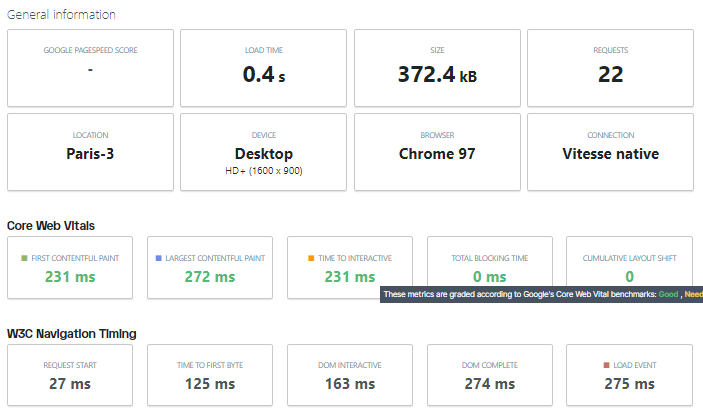 General information
GOOGLE PAGESPEED SCORE
-
LOAD TIME
0.4 s
SIZE
372.4 kB
REQUESTS
22
LOCATION
Paris-3
DEVICE
Desktop
HD+ (1600 x 900)
BROWSER
Chrome 97
CONNECTION
Vitesse native
Core Web Vitals
FIRST CONTENTFUL PAINT
231 ms
LARGEST CONTENTFUL PAINT
272 ms
TIME TO INTERACTIVE
231 ms
TOTAL BLOCKING TIME
0 ms
CUMULATIVE LAYOUT SHIFT
0
These metrics are graded according to Google's Core Web Vital benchmarks: Good , Need
W3C Navigation Timing
REQUEST START
27 ms
TIME TO FIRST BYTE
125 ms
DOM INTERACTIVE
163 ms
DOM COMPLETE
274 ms
LOAD EVENT
275 ms